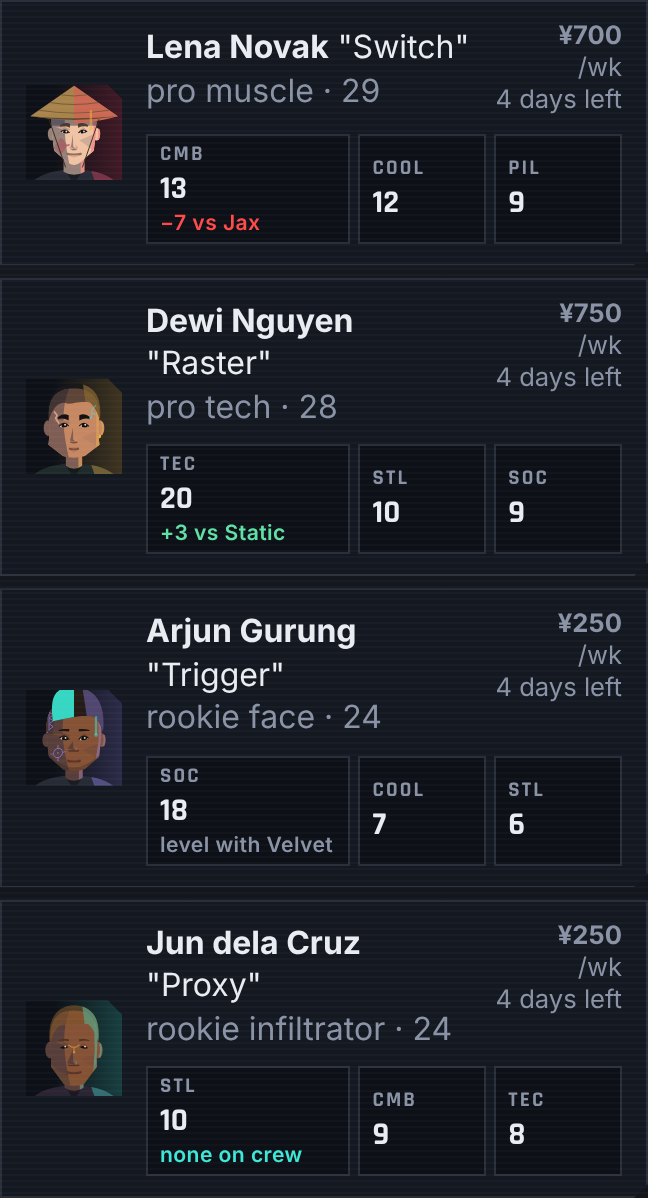 Lena Novak "Switch"
pro muscle · 29
¥700
/wk
4 days left
CMB
13
−7 vs Jax
COOL
12
PIL
9
Dewi Nguyen
"Raster"
pro tech · 28
¥750
/wk
4 days left
TEC
20
+3 vs Static
STL
10
SOC
9
Arjun Gurung
"Trigger"
rookie face · 24
¥250
/wk
4 days left
SOC
18
level with Velvet
COOL
7
STL
6
Jun dela Cruz
"Proxy"
rookie infiltrator · 24
¥250
/wk
4 days left
STL
10
none on crew
CMB
9
TEC
8